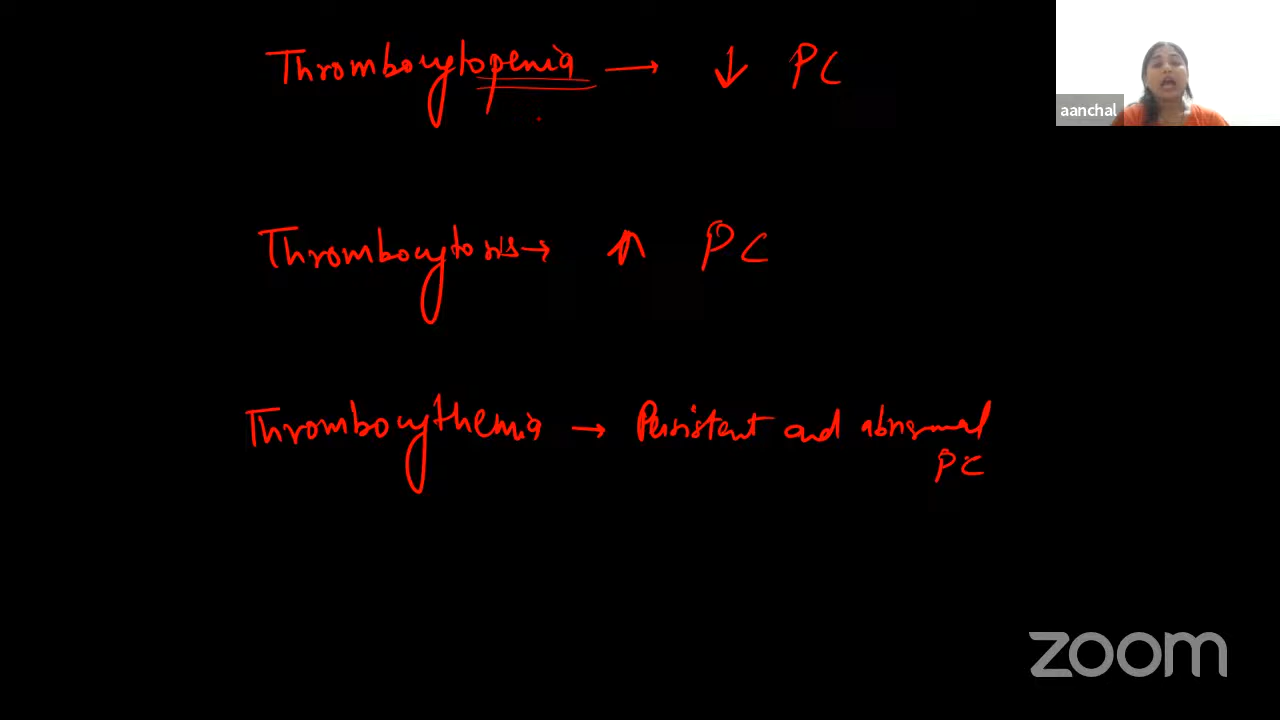 Thrombocytopenia → ↓ PC
aanchal
Thrombocytosis → ↑ PC
Thrombocythemia → Persistent and abnormal
PC
zoom